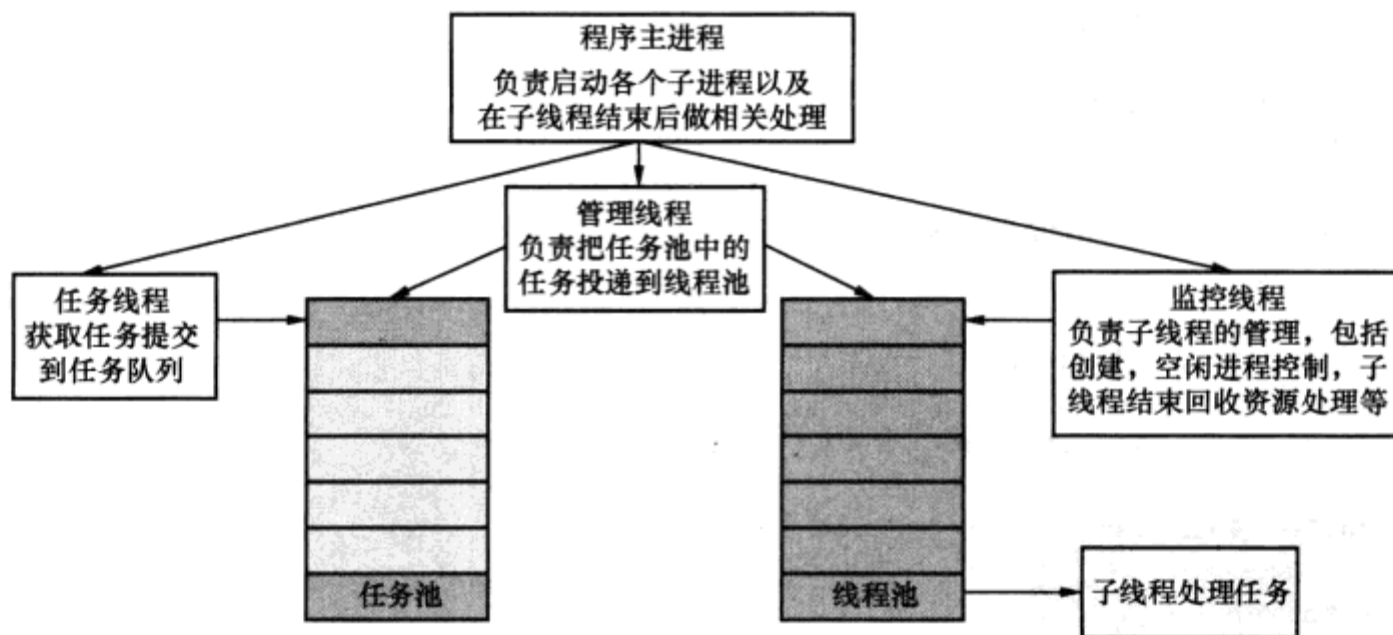 程序主进程
负责启动各个子进程以及
在子线程结束后做相关处理
管理线程
负责把任务池中的
任务投递到线程池
任务线程
获取任务提交
到任务队列
监控线程
负责子线程的管理，包括
创建，空闲进程控制，子
线程结束回收资源处理等
任务池
线程池
子线程处理任务